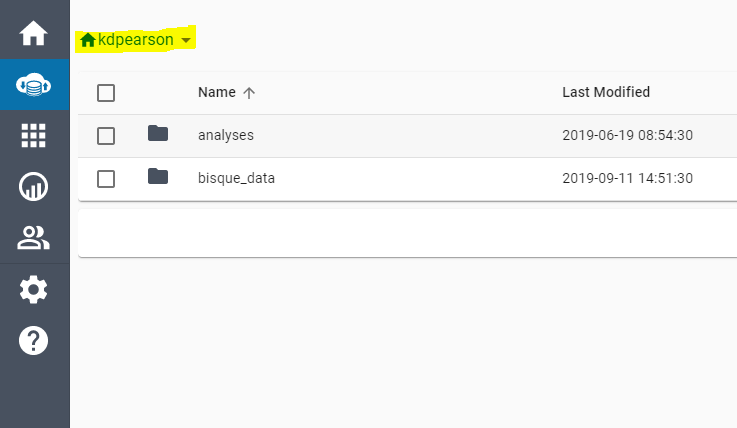 kdpearson
Name Last Modified
analyses 2019-06-19 08:54:30
bisque_data 2019-09-11 14:51:30